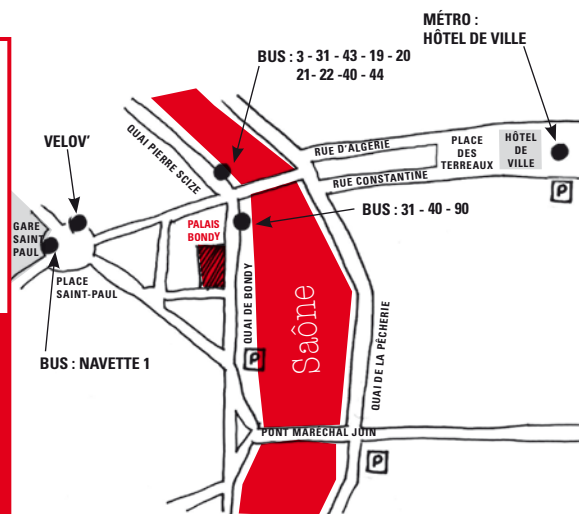 MÉTRO :
HÔTEL DE VILLE
BUS : 3 - 31 - 43 - 19 - 20
21- 22 -40 - 44
VELOV'
QUAI PIERRE SCIZE
RUE D'ALGÉRIE
PLACE
DES
TERREAUX
HÔTEL
DE
VILLE
RUE CONSTANTINE
P
BUS : 31 - 40 - 90
PALAIS
BONDY
GARE
SAINT
PAUL
PLACE
SAINT-PAUL
BUS : NAVETTE 1
QUAI DE BONDY
Saône
QUAI DE LA PÊCHERIE
P
PONT MARECHAL JUIN
P